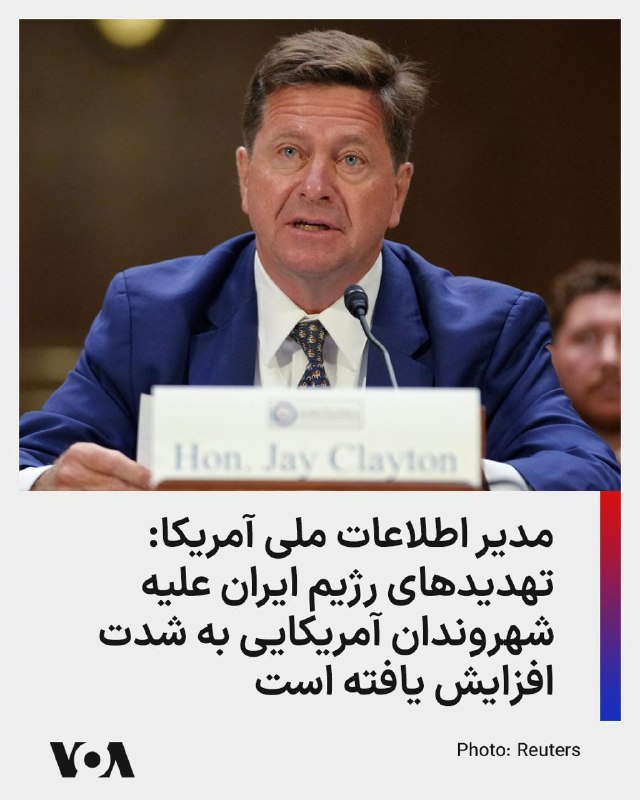 Hon. Jay Clayton
مدیر اطلاعات ملی آمریکا:
تهدیدهای رژیم ایران علیه
شهروندان آمریکایی به شدت
افزایش یافته است
VOA
Photo: Reuters